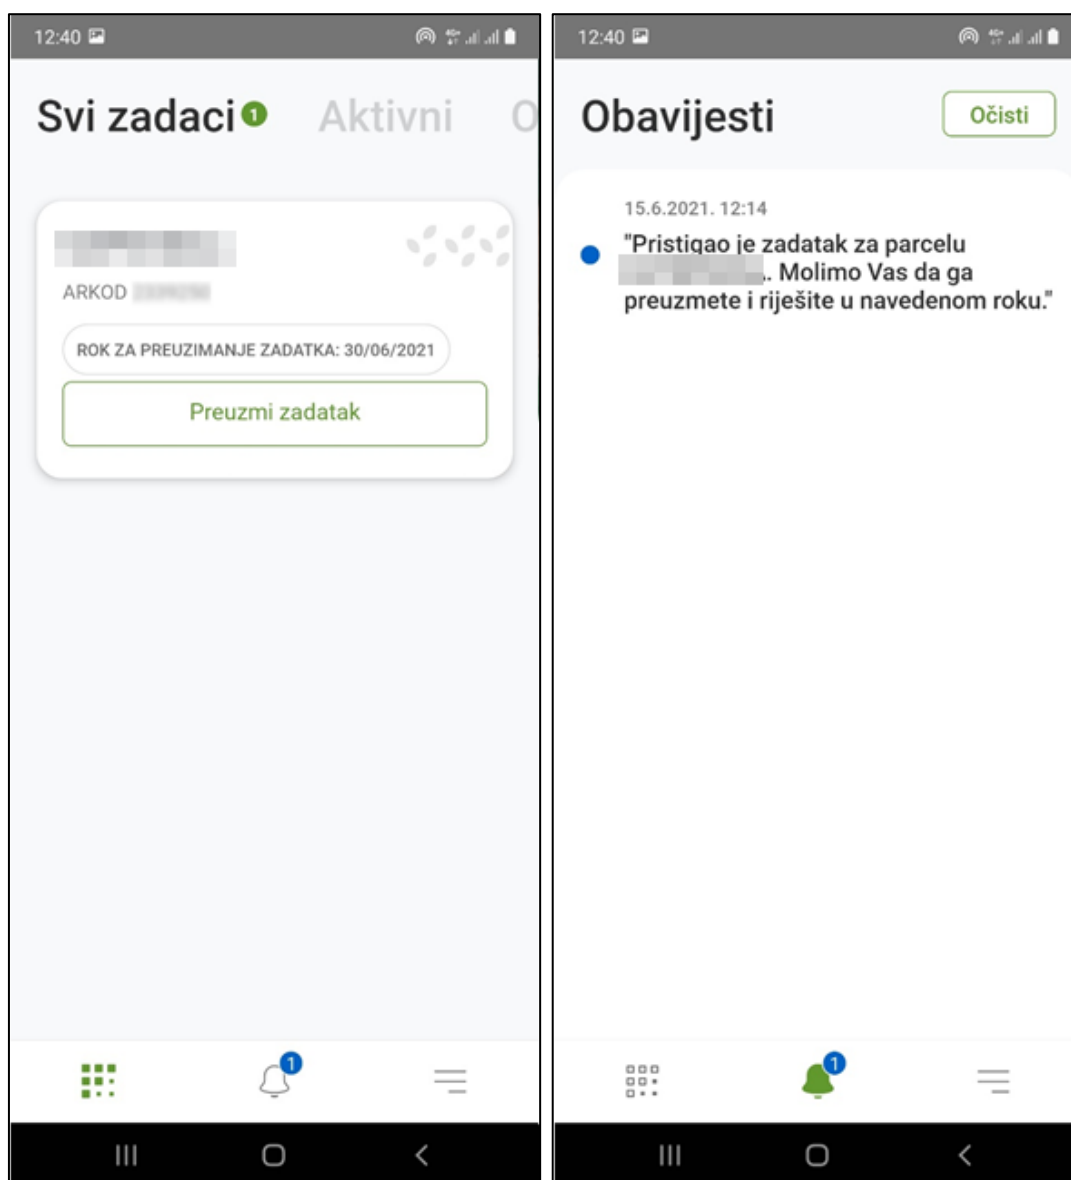 12:40
Svi zadaci 1 Aktivni O
ARKOD
ROK ZA PREUZIMANJE ZADATKA: 30/06/2021
Preuzmi zadatak
1
12:40
Obavijesti
Očisti
15.6.2021. 12:14
"Pristigao je zadatak za parcelu
.. Molimo Vas da ga
preuzmete i riješite u navedenom roku."
1